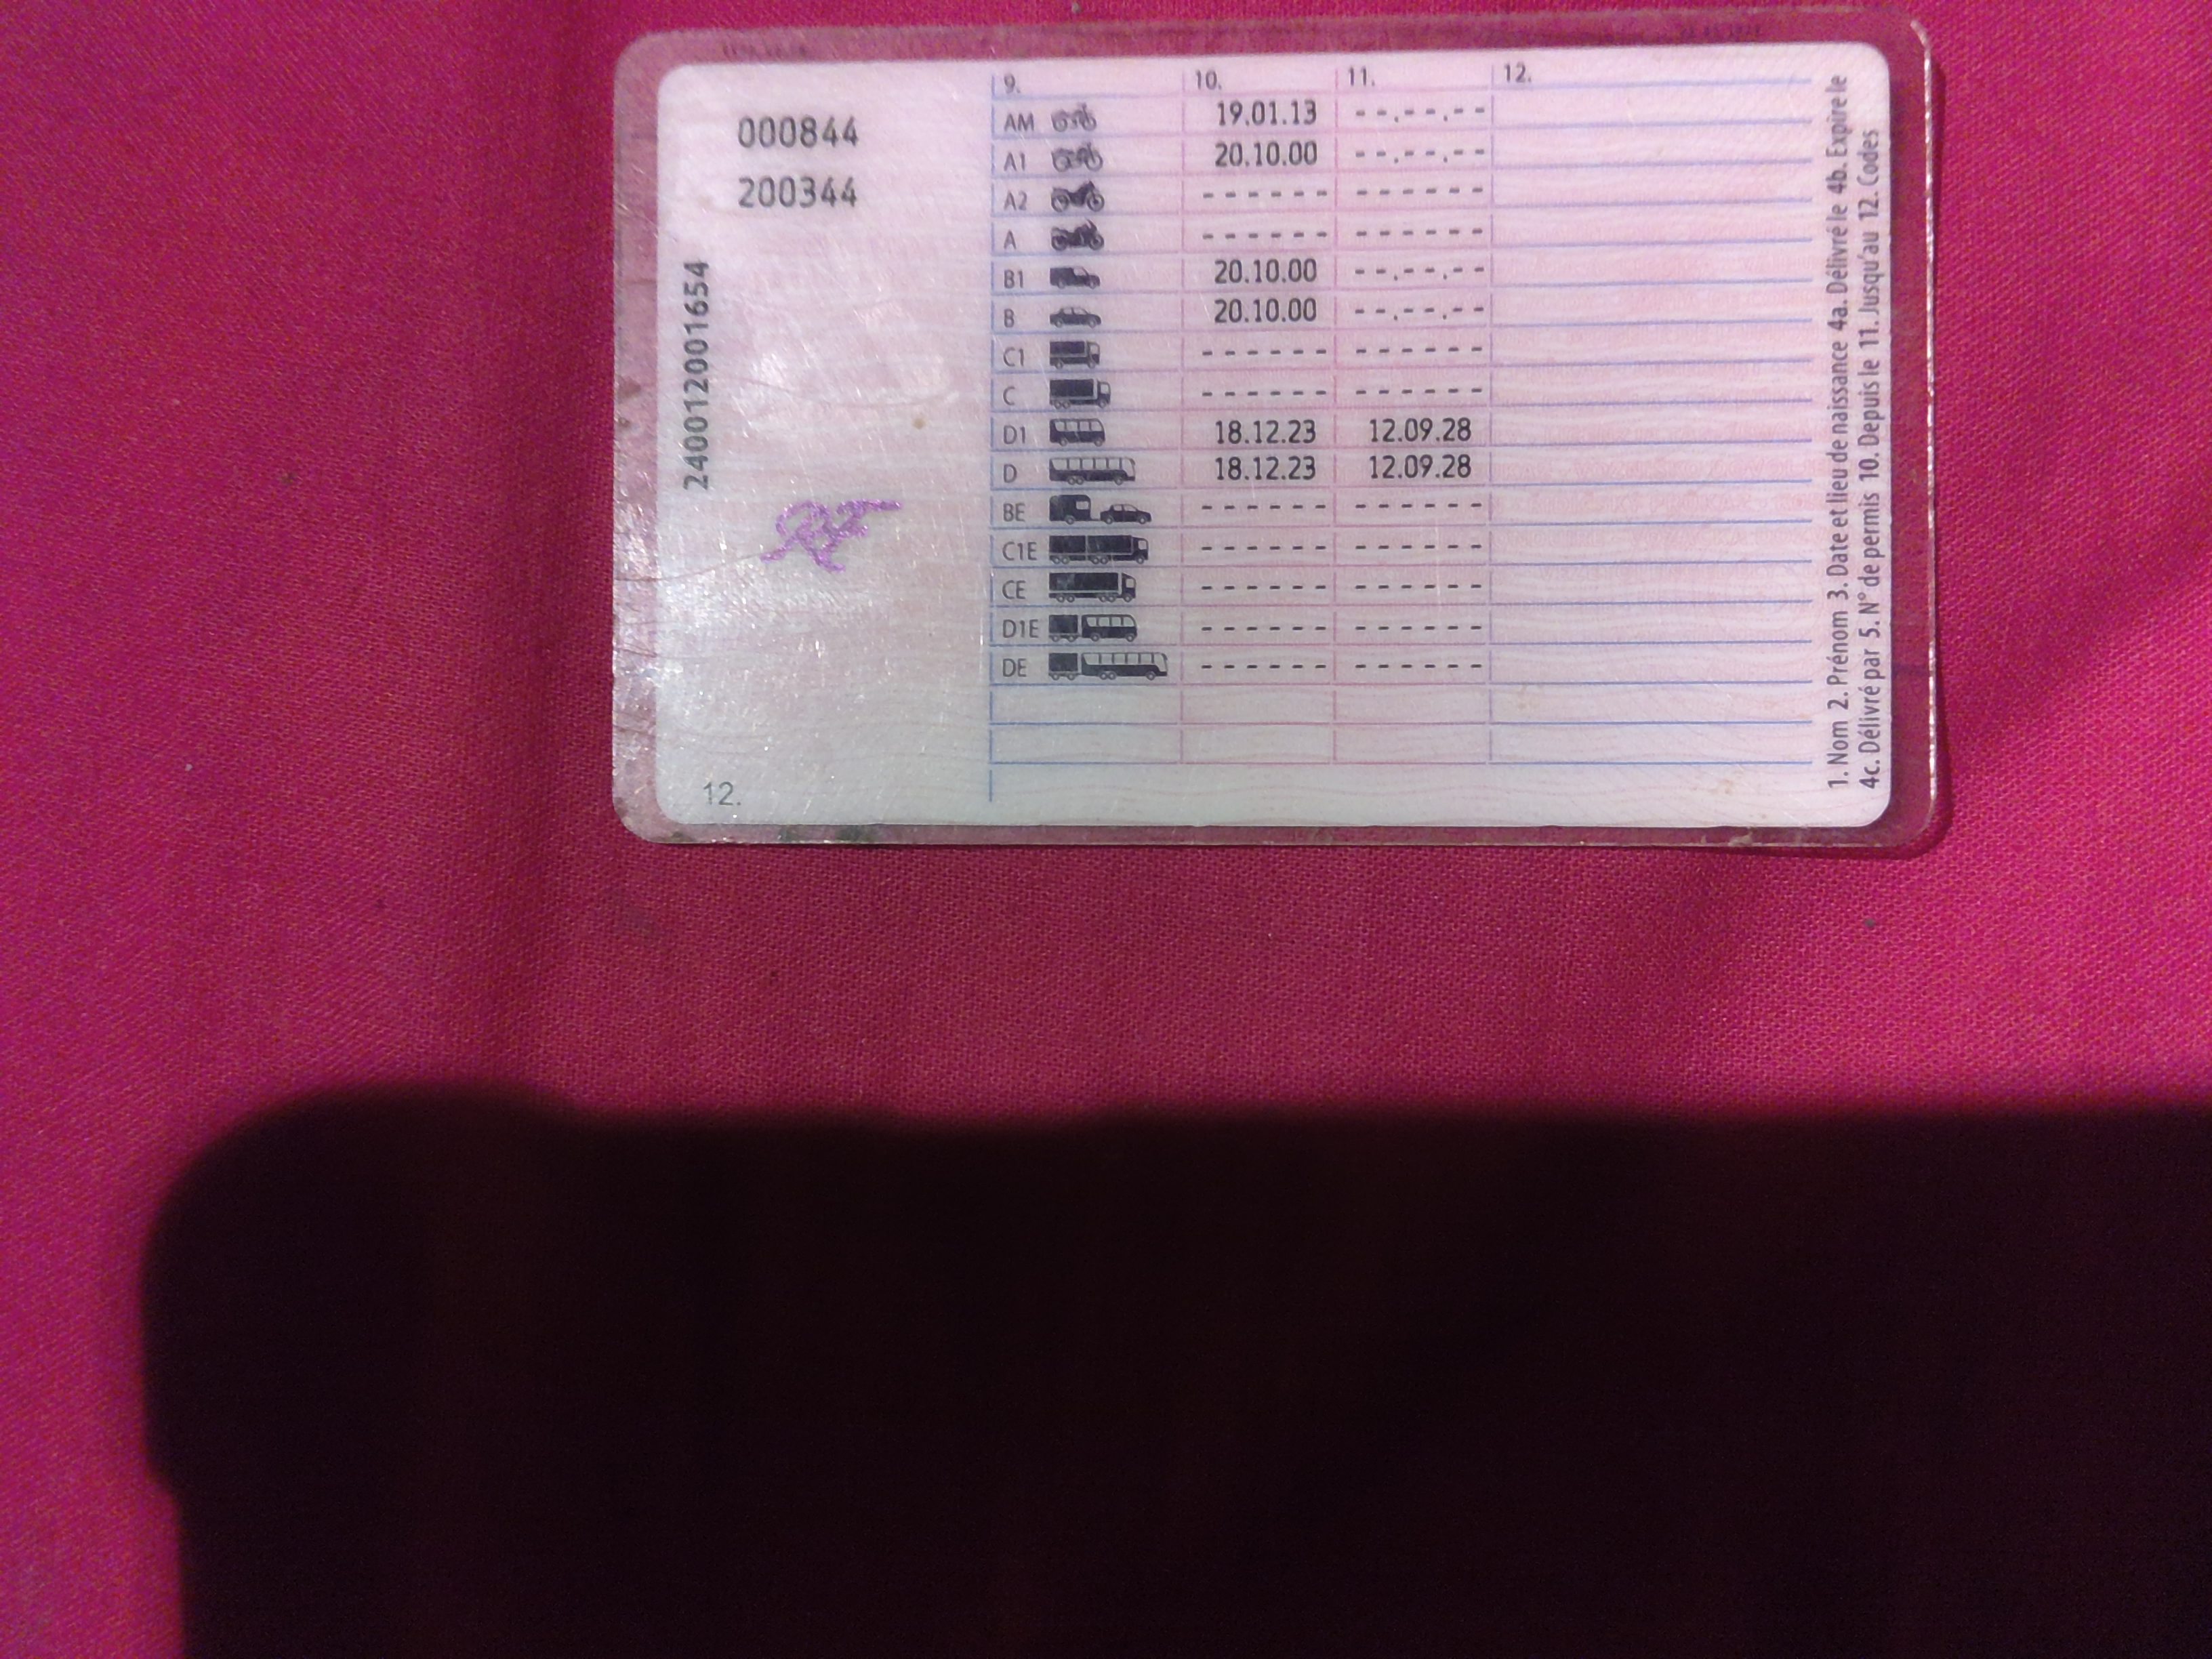 000844
200344
240012001654
12.
9. 10. 11. 12.
AM 19.01.13 --.--.--
A1 20.10.00 --.--.--
A2 ------ ------
A ------ ------
B1 20.10.00 --.--.--
B 20.10.00 --.--.--
C1 ------ ------
C ------ ------
D1 18.12.23 12.09.28
D 18.12.23 12.09.28
BE ------ ------
C1E ------ ------
CE ------ ------
D1E ------ ------
DE ------ ------
1. Nom 2. Prénom 3. Date et lieu de naissance 4a. Délivré le 4b. Expire le
4c. Délivré par 5. N° de permis 10. Depuis le 11. Jusqu'au 12. Codes